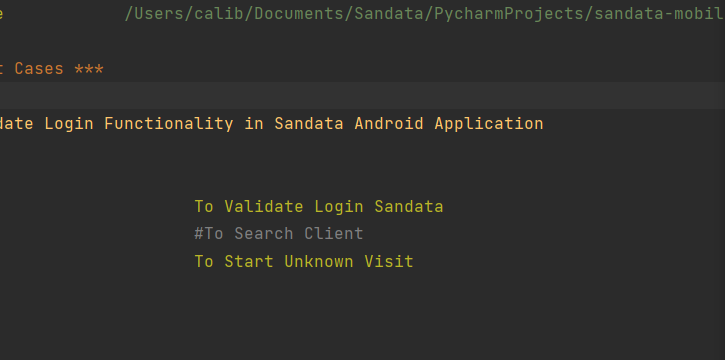 /Users/calib/Documents/Sandata/PycharmProjects/sandata-mobil
Cases ***
Login Functionality in Sandata Android Application
To Validate Login Sandata
#To Search Client
To Start Unknown Visit